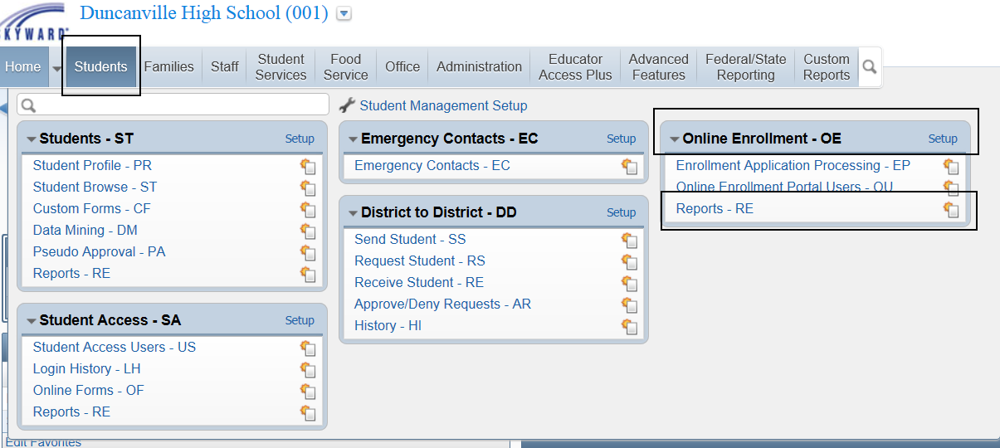 Duncanville High School (001)
SKYWARD
Home
Students
Families
Staff
Student
Services
Food
Service
Office
Administration
Educator
Access Plus
Advanced
Features
Federal/State
Reporting
Custom
Reports
Student Management Setup
Students - ST Setup
Student Profile - PR
Student Browse - ST
Custom Forms - CF
Data Mining - DM
Pseudo Approval - PA
Reports - RE
Student Access - SA Setup
Student Access Users - US
Login History - LH
Online Forms - OF
Reports - RE
Emergency Contacts - EC Setup
Emergency Contacts - EC
District to District - DD Setup
Send Student - SS
Request Student - RS
Receive Student - RE
Approve/Deny Requests - AR
History - HI
Online Enrollment - OE Setup
Enrollment Application Processing - EP
Online Enrollment Portal Users - OU
Reports - RE
Edit Favorites